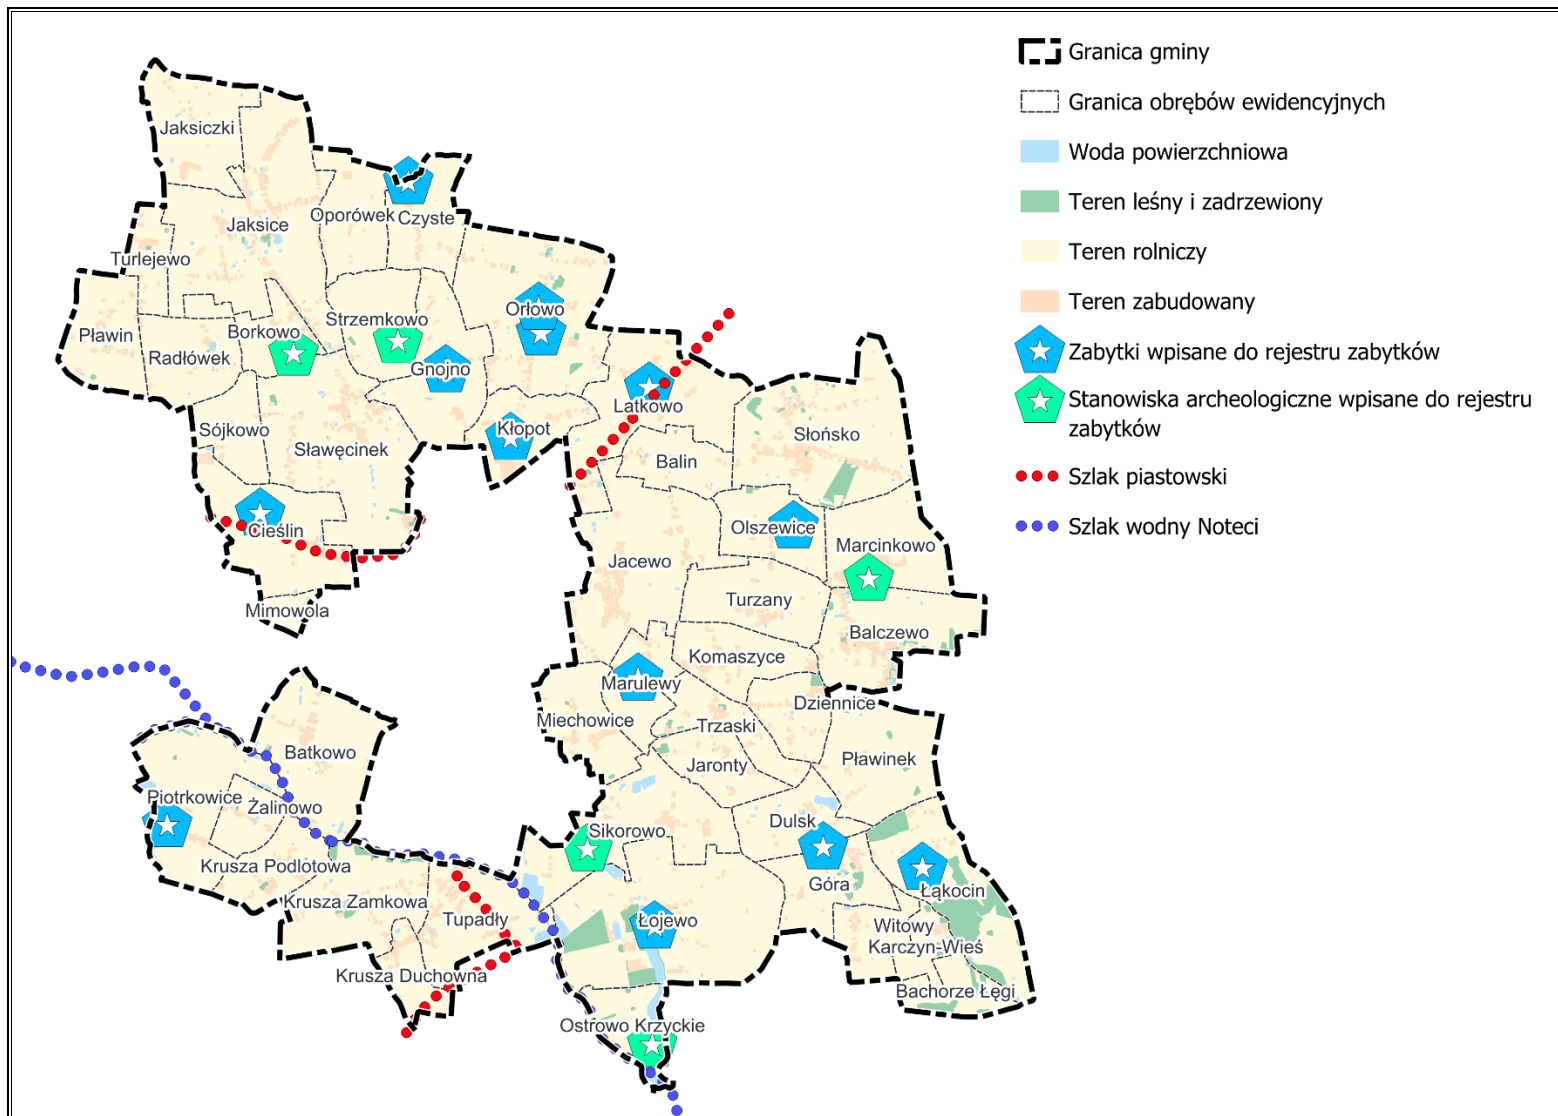 Granica gminy
Granica obrębów ewidencyjnych
Woda powierzchniowa
Teren leśny i zadrzewiony
Teren rolniczy
Teren zabudowany
Zabytki wpisane do rejestru zabytków
Stanowiska archeologiczne wpisane do rejestru
zabytków
Szlak piastowski
Szlak wodny Noteci
Jaksiczki
Oporówek
Czyste
Jaksice
Turlejewo
Orłowo
Strzemkowo
Borkowo
Pławin
Radłówek
Gnojno
Latkowo
Kłopot
Sójkowo
Sławęcinek
Słońsko
Balin
Cieślin
Olszewice
Marcinkowo
Jacewo
Turzany
Mimowola
Balczewo
Komaszyce
Marulewy
Dziennice
Miechowice
Trzaski
Batkowo
Pławinek
Jaronty
Piotrkowice
Żalinowo
Dulsk
Sikorowo
Krusza Podlotowa
Góra
Łąkocin
Krusza Zamkowa
Tupadły
Łojewo
Witowy
Karczyn-Wieś
Krusza Duchowna
Bachorze Łęgi
Ostrowo Krzyckie